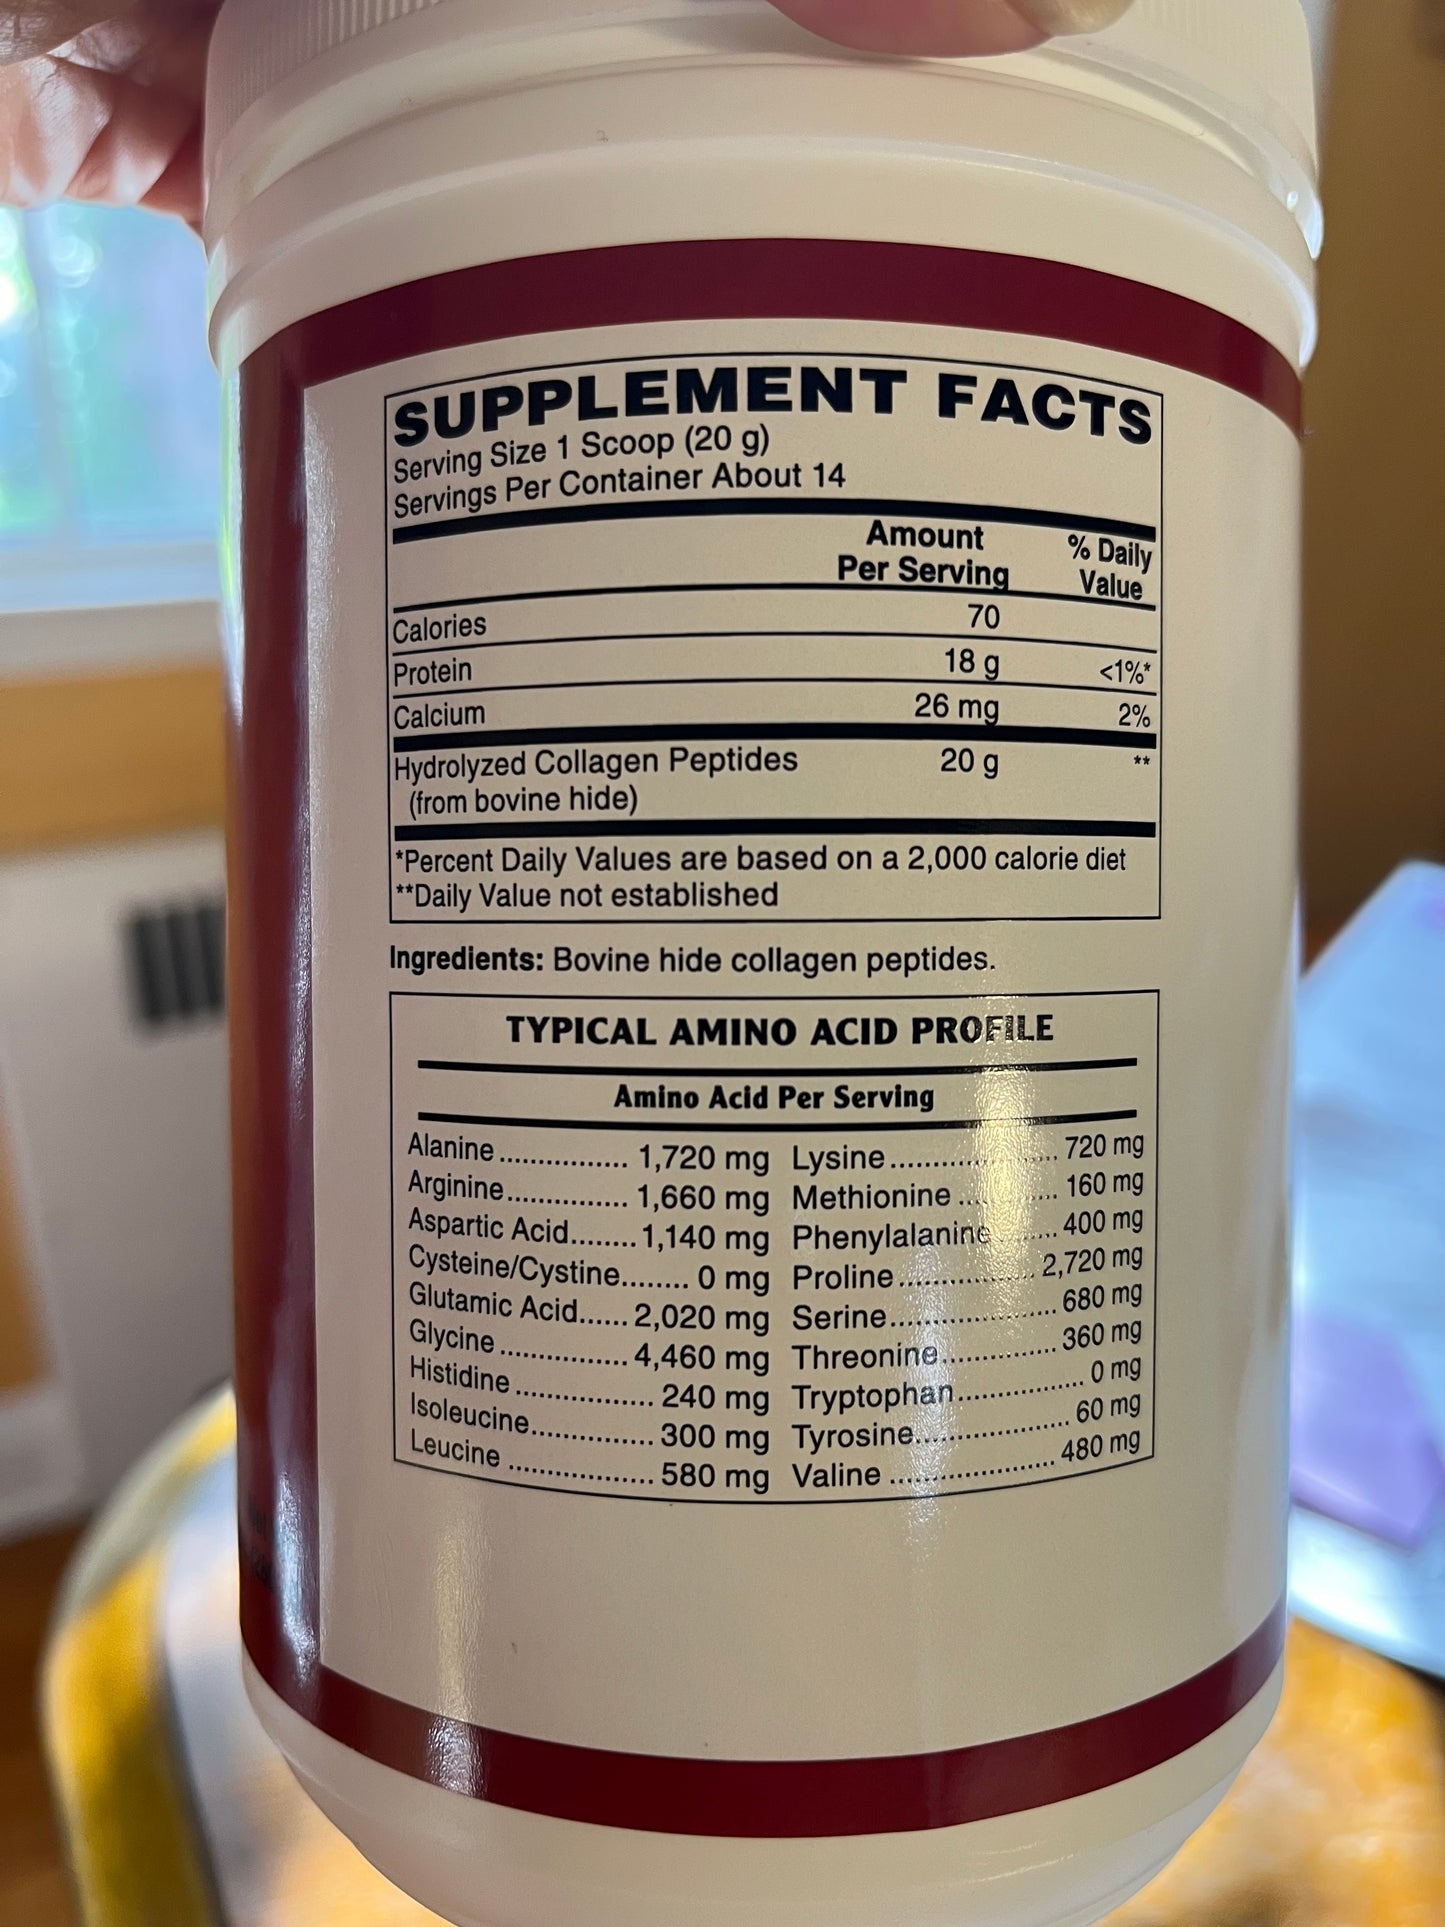 SUPPLEMENT FACTS
Serving Size 1 Scoop (20 g)
Servings Per Container About 14
Amount Per Serving % Daily Value
Calories 70
Protein 18 g <1%*
Calcium 26 mg 2%
Hydrolyzed Collagen Peptides 20 g **
(from bovine hide)
*Percent Daily Values are based on a 2,000 calorie diet
**Daily Value not established
Ingredients: Bovine hide collagen peptides.
TYPICAL AMINO ACID PROFILE
Amino Acid Per Serving
Alanine ................ 1,720 mg Lysine ..................... 720 mg
Arginine ............... 1,660 mg Methionine ............ 160 mg
Aspartic Acid ........ 1,140 mg Phenylalanine ....... 400 mg
Cysteine/Cystine ........ 0 mg Proline ................. 2,720 mg
Glutamic Acid ...... 2,020 mg Serine ..................... 680 mg
Glycine ................ 4,460 mg Threonine .............. 360 mg
Histidine .................. 240 mg Tryptophan ................ 0 mg
Isoleucine ................ 300 mg Tyrosine ................... 60 mg
Leucine ................... 580 mg Valine ..................... 480 mg